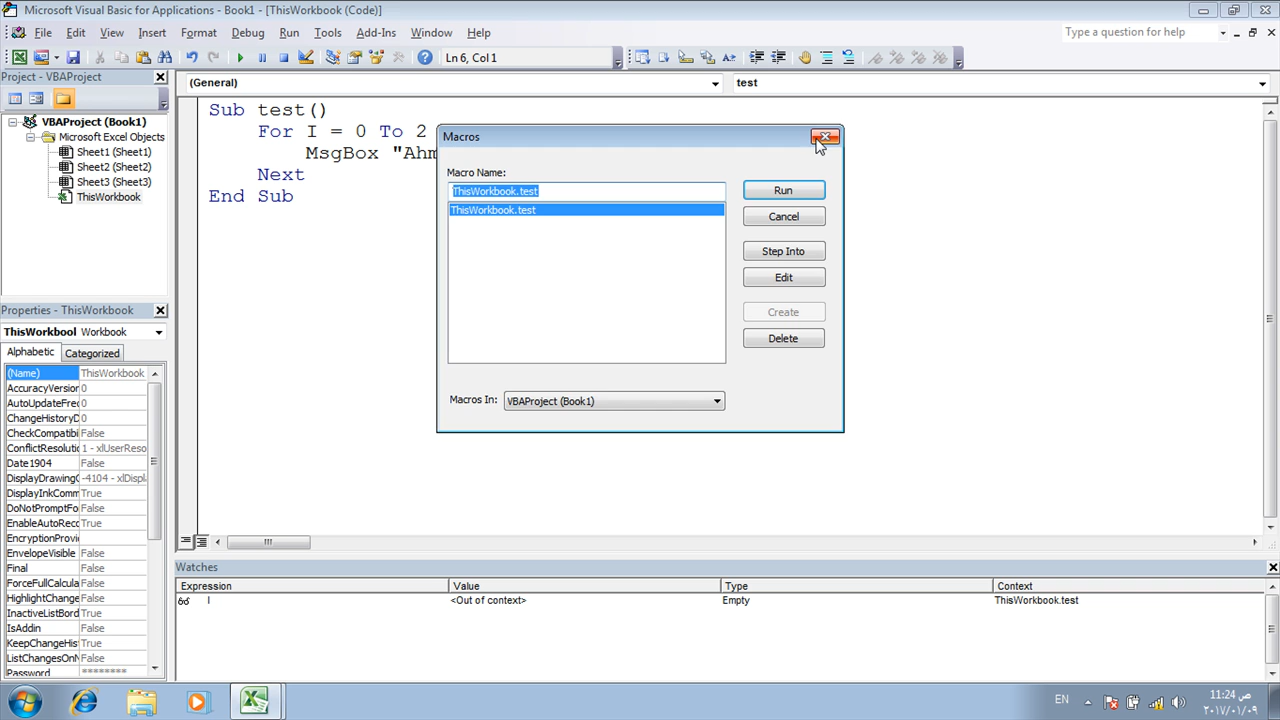 Microsoft Visual Basic for Applications - Book1 - [ThisWorkbook (Code)]
File Edit View Insert Format Debug Run Tools Add-Ins Window Help
Type a question for help
Ln 6, Col 1
Project - VBAProject
(General)
test
VBAProject (Book1)
Microsoft Excel Objects
Sheet1 (Sheet1)
Sheet2 (Sheet2)
Sheet3 (Sheet3)
ThisWorkbook
Sub test()
For I = 0 To 2
MsgBox "Ahm
Next
End Sub
Macros
Macro Name:
ThisWorkbook.test
ThisWorkbook.test
Run
Cancel
Step Into
Edit
Create
Delete
Macros In:
VBAProject (Book1)
Properties - ThisWorkbook
ThisWorkbool Workbook
Alphabetic Categorized
(Name) ThisWorkbook
AccuracyVersion 0
AutoUpdateFrec 0
ChangeHistoryD 0
CheckCompatibi False
ConflictResolutio 1 - xlUserReso
Date1904 False
DisplayDrawingC -4104 - xlDispl
DisplayInkComm True
DoNotPromptFo False
EnableAutoReco True
EncryptionProvi
EnvelopeVisible False
Final False
ForceFullCalcula False
HighlightChange False
InactiveListBord True
IsAddin False
KeepChangeHis True
ListChangesOnN False
Password ********
Watches
Expression Value Type Context
I <Out of context> Empty ThisWorkbook.test
EN
11:24 ص
٢٠١٧/٠١/٠٩